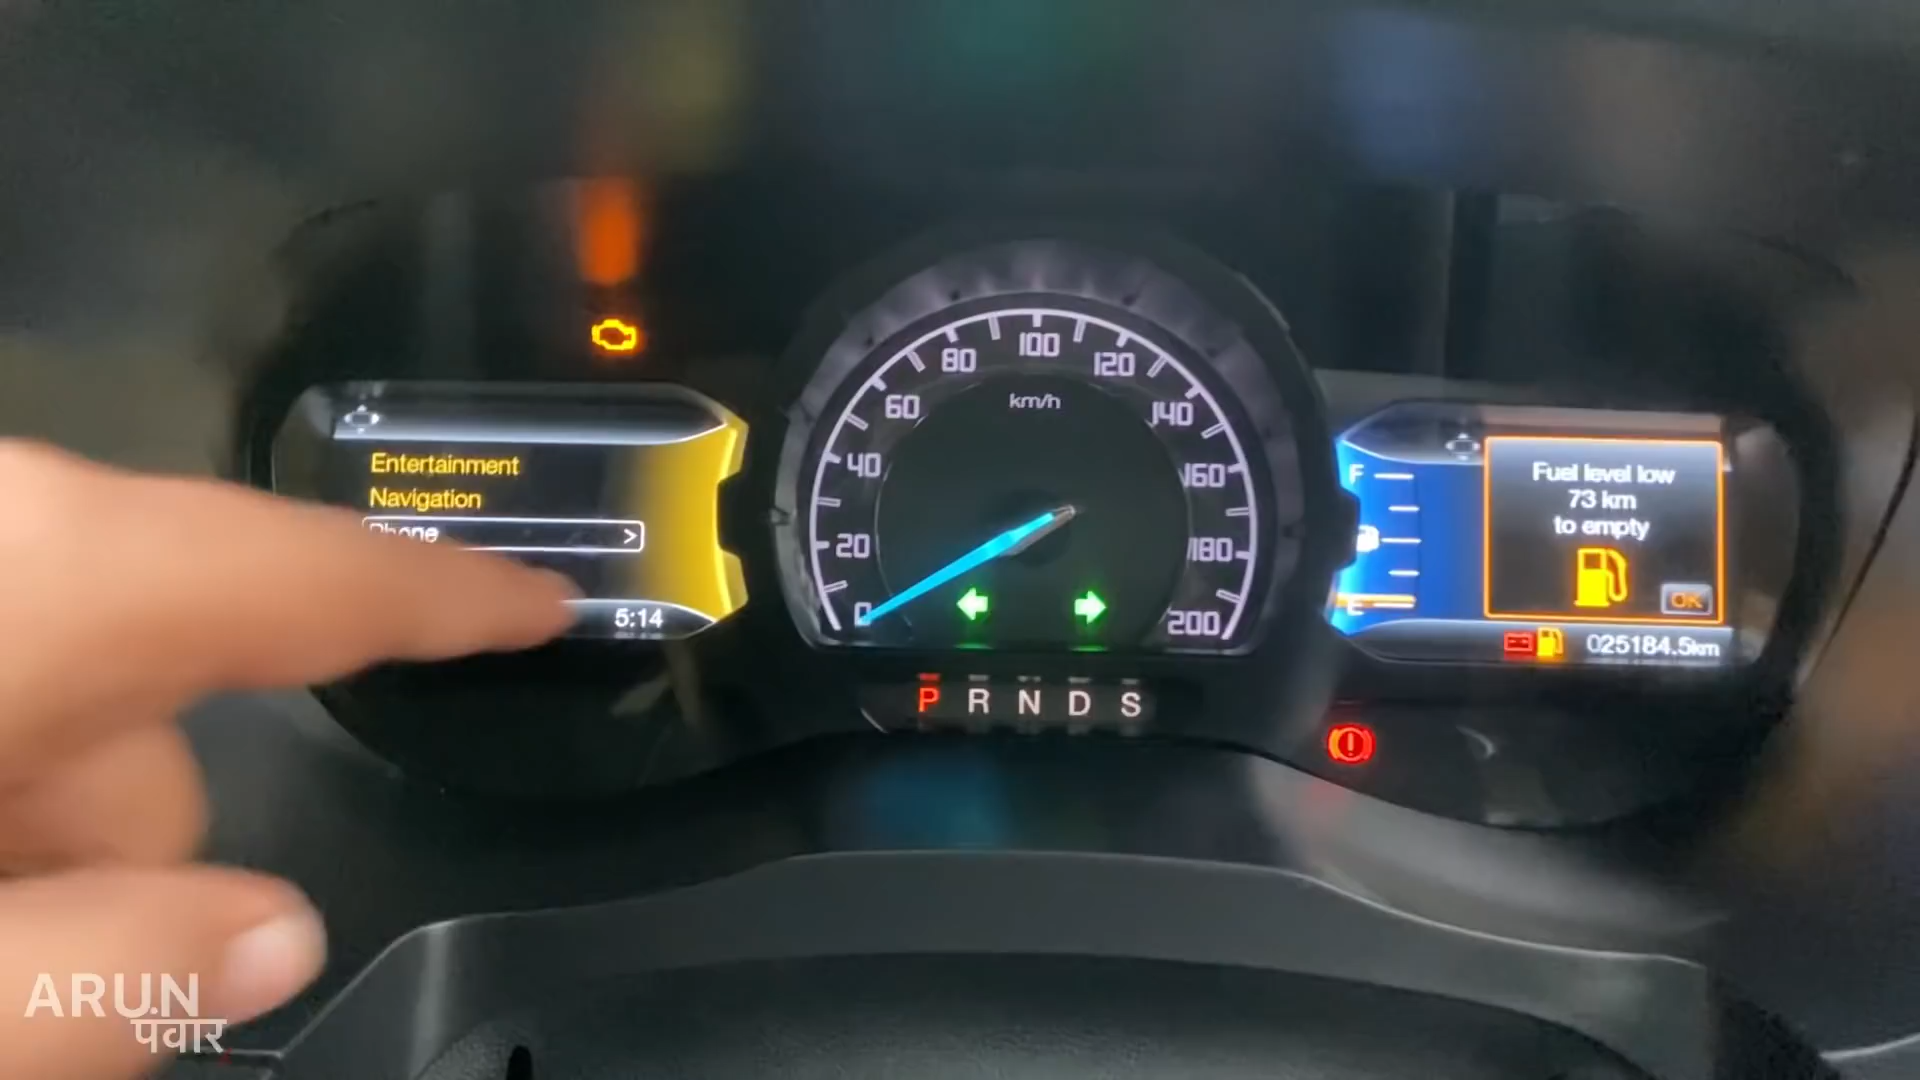 Entertainment
Navigation
Phone >
5:14
0
20
40
60
80
100
120
140
160
180
200
km/h
P R N D S
F
E
Fuel level low
73 km
to empty
OK
025184.5km
ARUN
पंवार